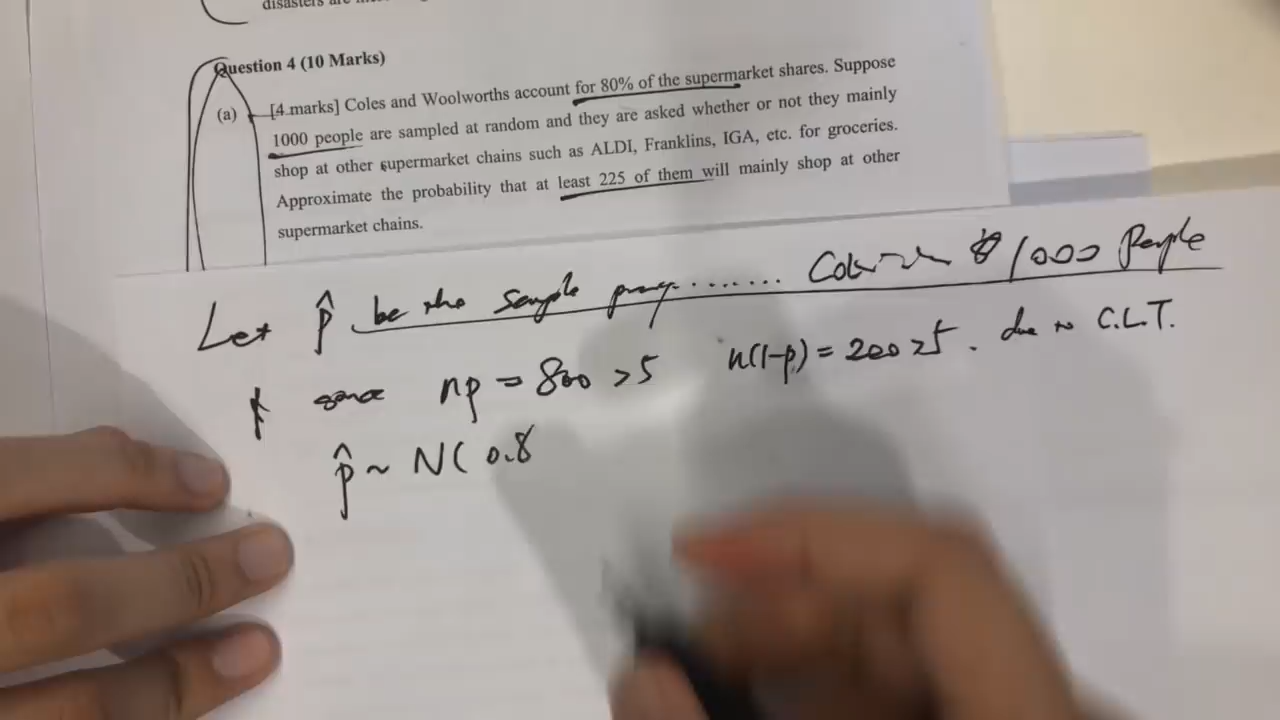 disasters are
Question 4 (10 Marks)
(a) [4 marks] Coles and Woolworths account for 80% of the supermarket shares. Suppose
1000 people are sampled at random and they are asked whether or not they mainly
shop at other supermarket chains such as ALDI, Franklins, IGA, etc. for groceries.
Approximate the probability that at least 225 of them will mainly shop at other
supermarket chains.
Let p̂ be the sample ........ 1000 People
since np = 800 > 5 n(1-p) = 200 > 5. due to C.L.T.
p̂ ~ N( 0.8